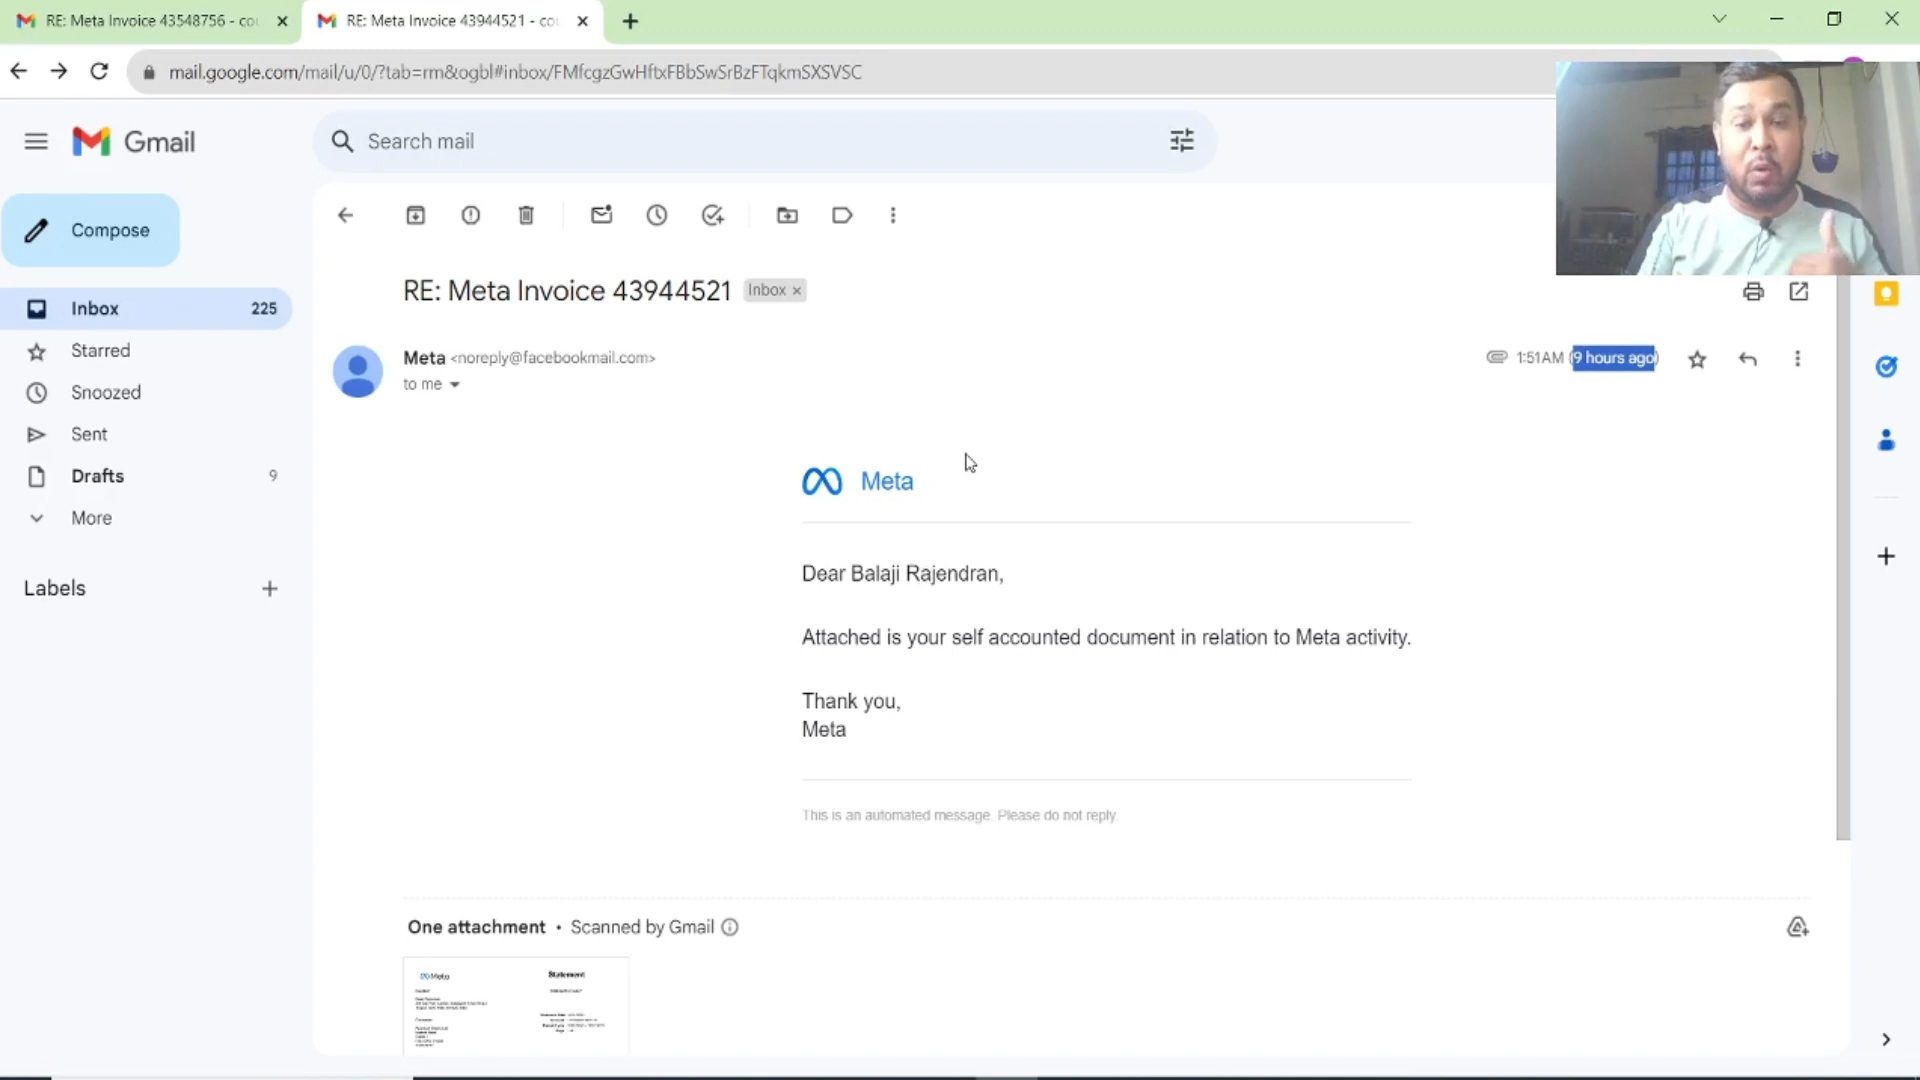 RE: Meta Invoice 43548756 - co
RE: Meta Invoice 43944521 - co
mail.google.com/mail/u/0/?tab=rm&ogbl#inbox/FMfcgzGwHftxFBbSwSrBzFTqkmSXSVSC
Gmail
Search mail
Compose
Inbox 225
Starred
Snoozed
Sent
Drafts 9
More
Labels
RE: Meta Invoice 43944521 Inbox ×
Meta <noreply@facebookmail.com> 1:51AM (9 hours ago)
to me
Meta
Dear Balaji Rajendran,
Attached is your self accounted document in relation to Meta activity.
Thank you,
Meta
This is an automated message. Please do not reply.
One attachment • Scanned by Gmail
Meta
Statement